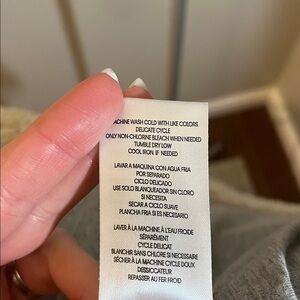 ACHINE WASH COLD WITH LIKE COLORS
DELICATE CYCLE
ONLY NON-CHLORINE BLEACH WHEN NEEDED
TUMBLE DRY LOW
COOL IRON IF NEEDED
LAVAR A MAQUINA CON AGUA FRIA
POR SEPARADO
CICLO DELICADO
USE SOLO BLANQUEADOR SIN CLORO
SI NECESITA
SECAR A CICLO SUAVE
PLANCHA FRIA SI ES NECESARIO
LAVER À LA MACHINE À L'EAU FROIDE
SÉPARÉMENT
CYCLE DELICAT
BLANCHIR SANS CHLORE SI NECESSAIRE
SÉCHER À LA MACHINE CYCLE DOUX
DESSICCATEUR
REPASSER AU FER FROID